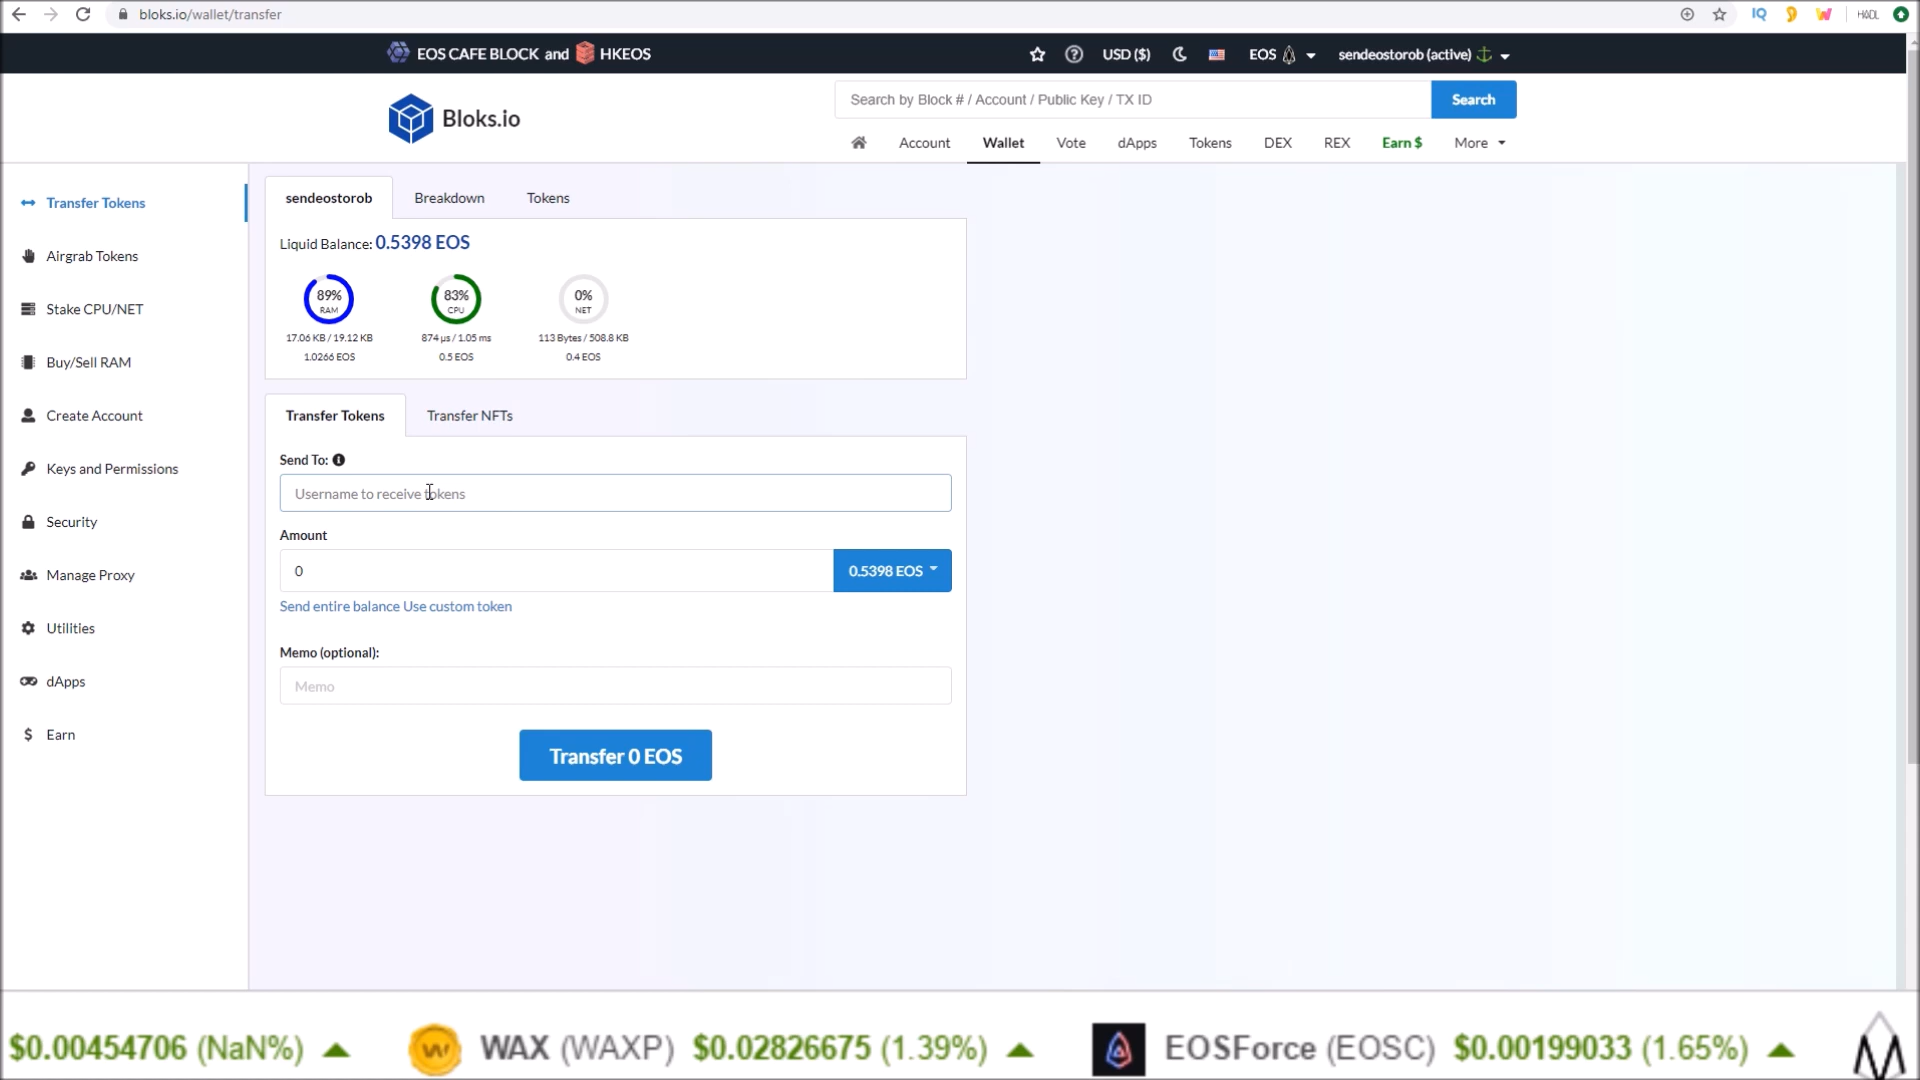 bloks.io/wallet/transfer
IQ
HADL
EOS CAFE BLOCK and HKEOS
USD ($)
EOS
sendeostorob (active)
Bloks.io
Search by Block # / Account / Public Key / TX ID
Search
Account
Wallet
Vote
dApps
Tokens
DEX
REX
Earn $
More
Transfer Tokens
Airgrab Tokens
Stake CPU/NET
Buy/Sell RAM
Create Account
Keys and Permissions
Security
Manage Proxy
Utilities
dApps
$ Earn
sendeostorob
Breakdown
Tokens
Liquid Balance: 0.5398 EOS
89%
RAM
17.06 KB / 19.12 KB
1.0266 EOS
83%
CPU
874 µs / 1.05 ms
0.5 EOS
0%
NET
113 Bytes / 508.8 KB
0.4 EOS
Transfer Tokens
Transfer NFTs
Send To:
Username to receive tokens
Amount
0
0.5398 EOS
Send entire balance Use custom token
Memo (optional):
Memo
Transfer 0 EOS
$0.00454706 (NaN%)
WAX (WAXP) $0.02826675 (1.39%)
EOSForce (EOSC) $0.00199033 (1.65%)